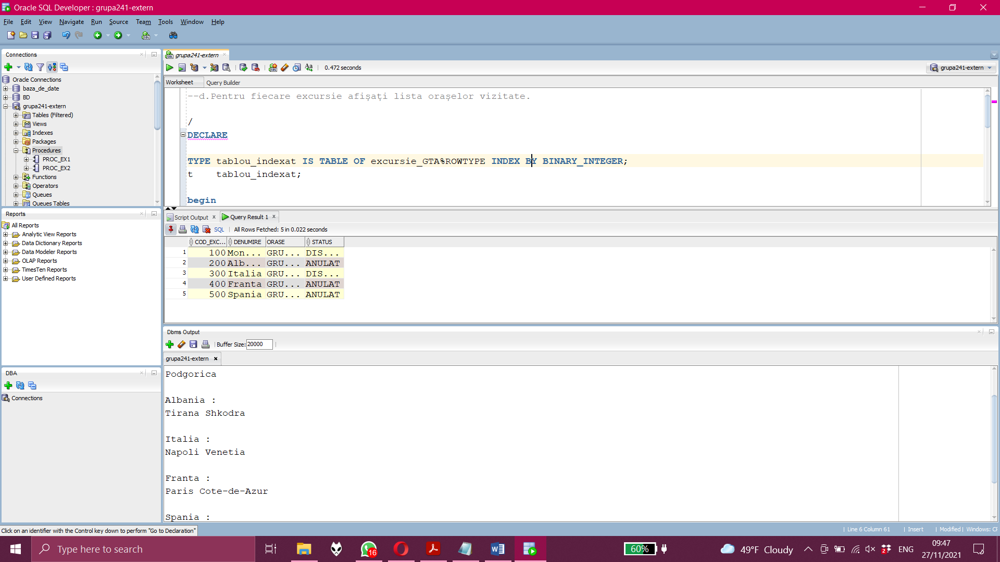 Oracle SQL Developer : grupa241-extern
File Edit View Navigate Run Source Team Tools Window Help
Connections
Oracle Connections
baza_de_date
BD
grupa241-extern
Tables (Filtered)
Views
Indexes
Packages
Procedures
PROC_EX1
PROC_EX2
Functions
Operators
Queues
Queues Tables
Reports
All Reports
Analytic View Reports
Data Dictionary Reports
Data Modeler Reports
OLAP Reports
TimesTen Reports
User Defined Reports
DBA
Connections
grupa241-extern
0.472 seconds
grupa241-extern
Worksheet Query Builder
--d.Pentru fiecare excursie afișați lista orașelor vizitate.
/
DECLARE
TYPE tablou_indexat IS TABLE OF excursie_GTA%ROWTYPE INDEX BY BINARY_INTEGER;
t tablou_indexat;
begin
Script Output Query Result 1
SQL All Rows Fetched: 5 in 0.022 seconds
COD_EXC... DENUMIRE ORASE STATUS
1 100 Mon... GRU... DIS...
2 200 Alb... GRU... ANULAT
3 300 Italia GRU... DIS...
4 400 Franta GRU... ANULAT
5 500 Spania GRU... ANULAT
Dbms Output
Buffer Size: 20000
grupa241-extern
Podgorica
Albania :
Tirana Shkodra
Italia :
Napoli Venetia
Franta :
Paris Cote-de-Azur
Spania :
Click on an identifier with the Control key down to perform "Go to Declaration"
Line 6 Column 61 Insert Modified Windows: CF
Type here to search
16
60%
49°F Cloudy
2
ENG
09:47
27/11/2021